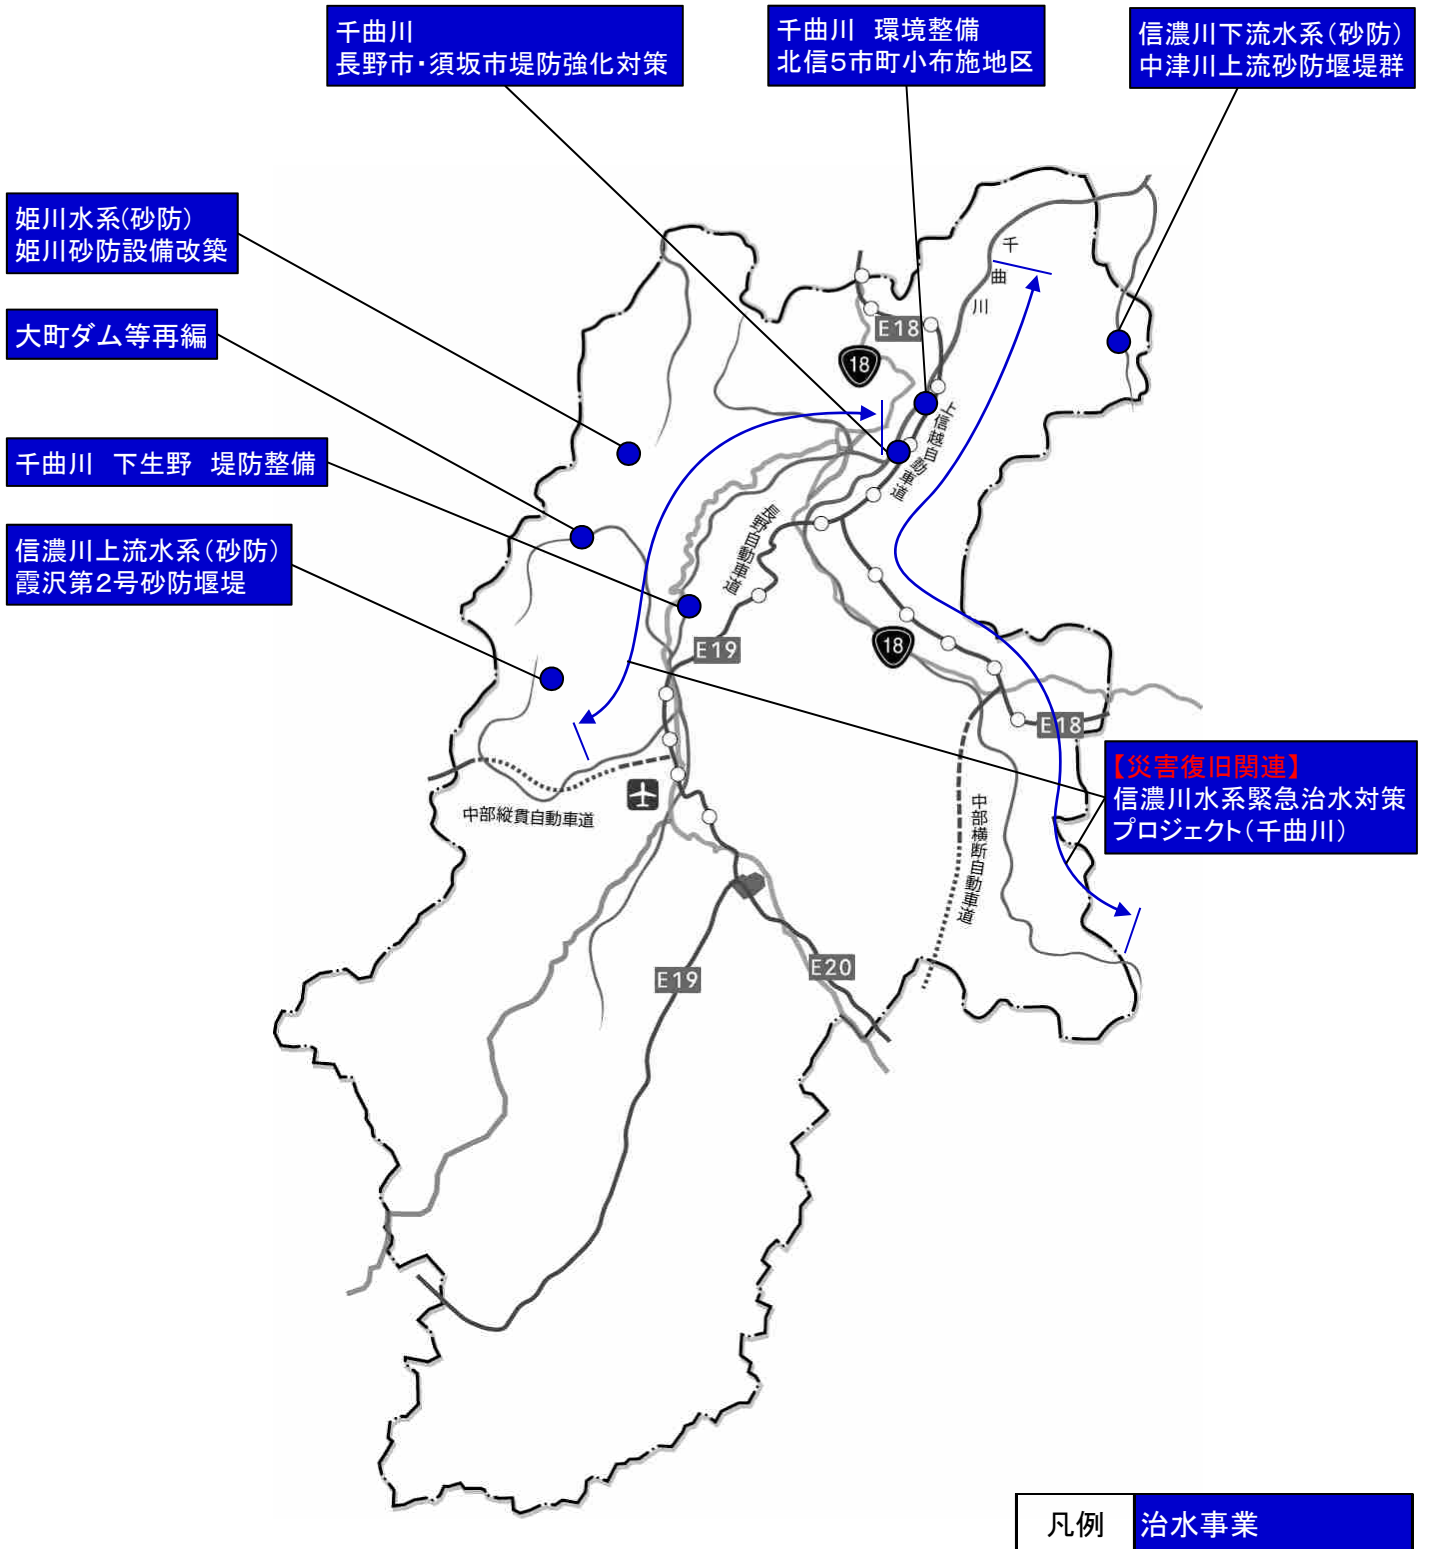 千曲川
長野市・須坂市堤防強化対策
千曲川 環境整備
北信5市町小布施地区
信濃川下流水系(砂防)
中津川上流砂防堰堤群
姫川水系(砂防)
姫川砂防設備改築
大町ダム等再編
千曲川 下生野 堤防整備
信濃川上流水系(砂防)
霞沢第2号砂防堰堤
千曲川
E18
18
上信越自動車道
長野自動車道
E19
18
E18
【災害復旧関連】
信濃川水系緊急治水対策
プロジェクト(千曲川)
中部縦貫自動車道
中部横断自動車道
E19
E20
凡例
治水事業